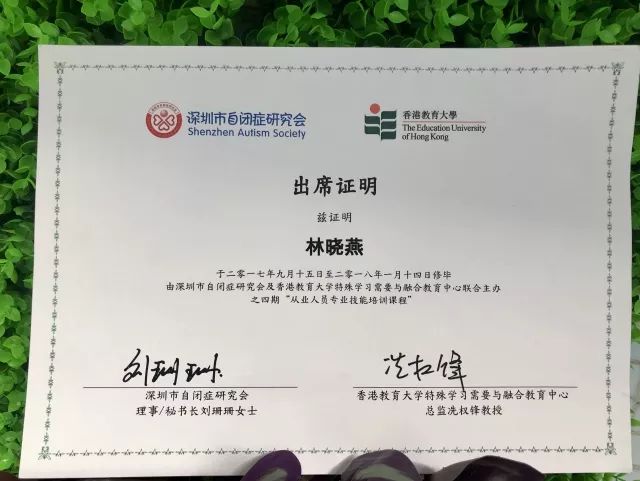 深圳市自闭症研究会
Shenzhen Autism Society
香港教育大學
The Education University
of Hong Kong
出席证明
兹证明
林晓燕
于二零一七年九月十五日至二零一八年一月十四日修毕
由深圳市自闭症研究会及香港教育大学特殊学习需要与融合教育中心联合主办
之四期“从业人员专业技能培训课程”
刘珊珊
冼权锋
深圳市自闭症研究会
理事/秘书长刘珊珊女士
香港教育大学特殊学习需要与融合教育中心
总监冼权锋教授